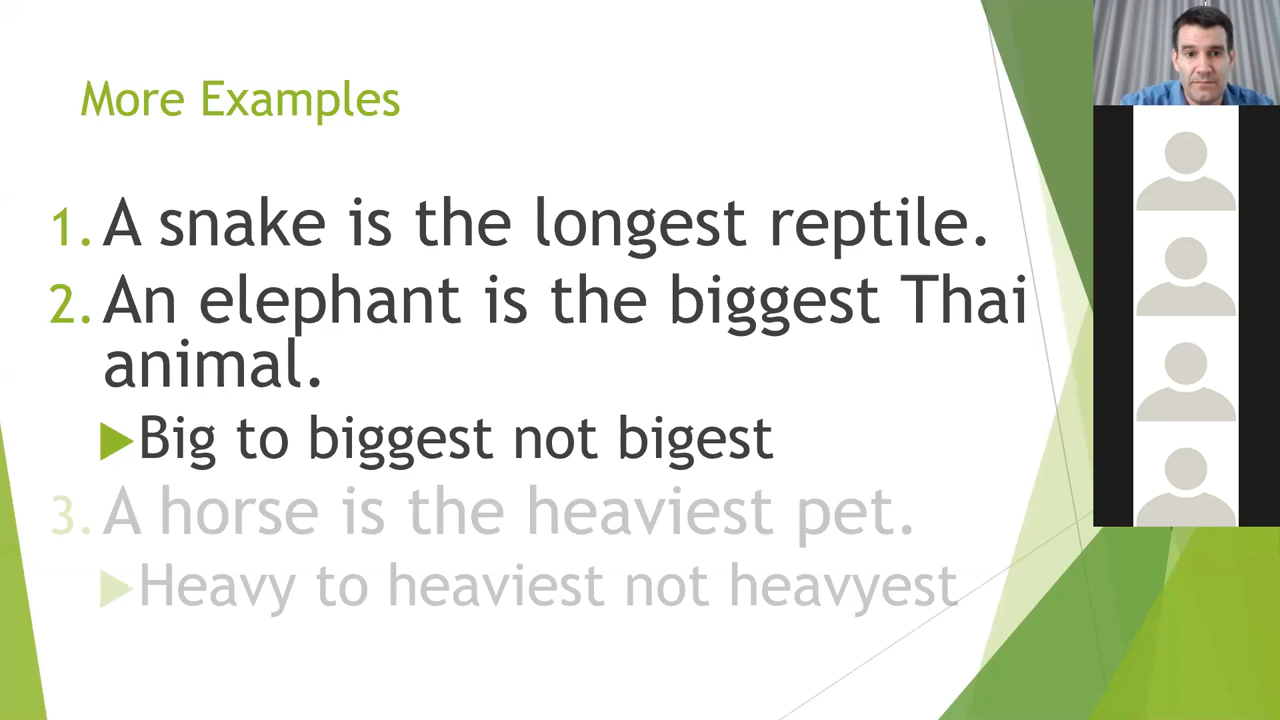 More Examples
1. A snake is the longest reptile.
2. An elephant is the biggest Thai
animal.
Big to biggest not bigest
3. A horse is the heaviest pet.
Heavy to heaviest not heavyest